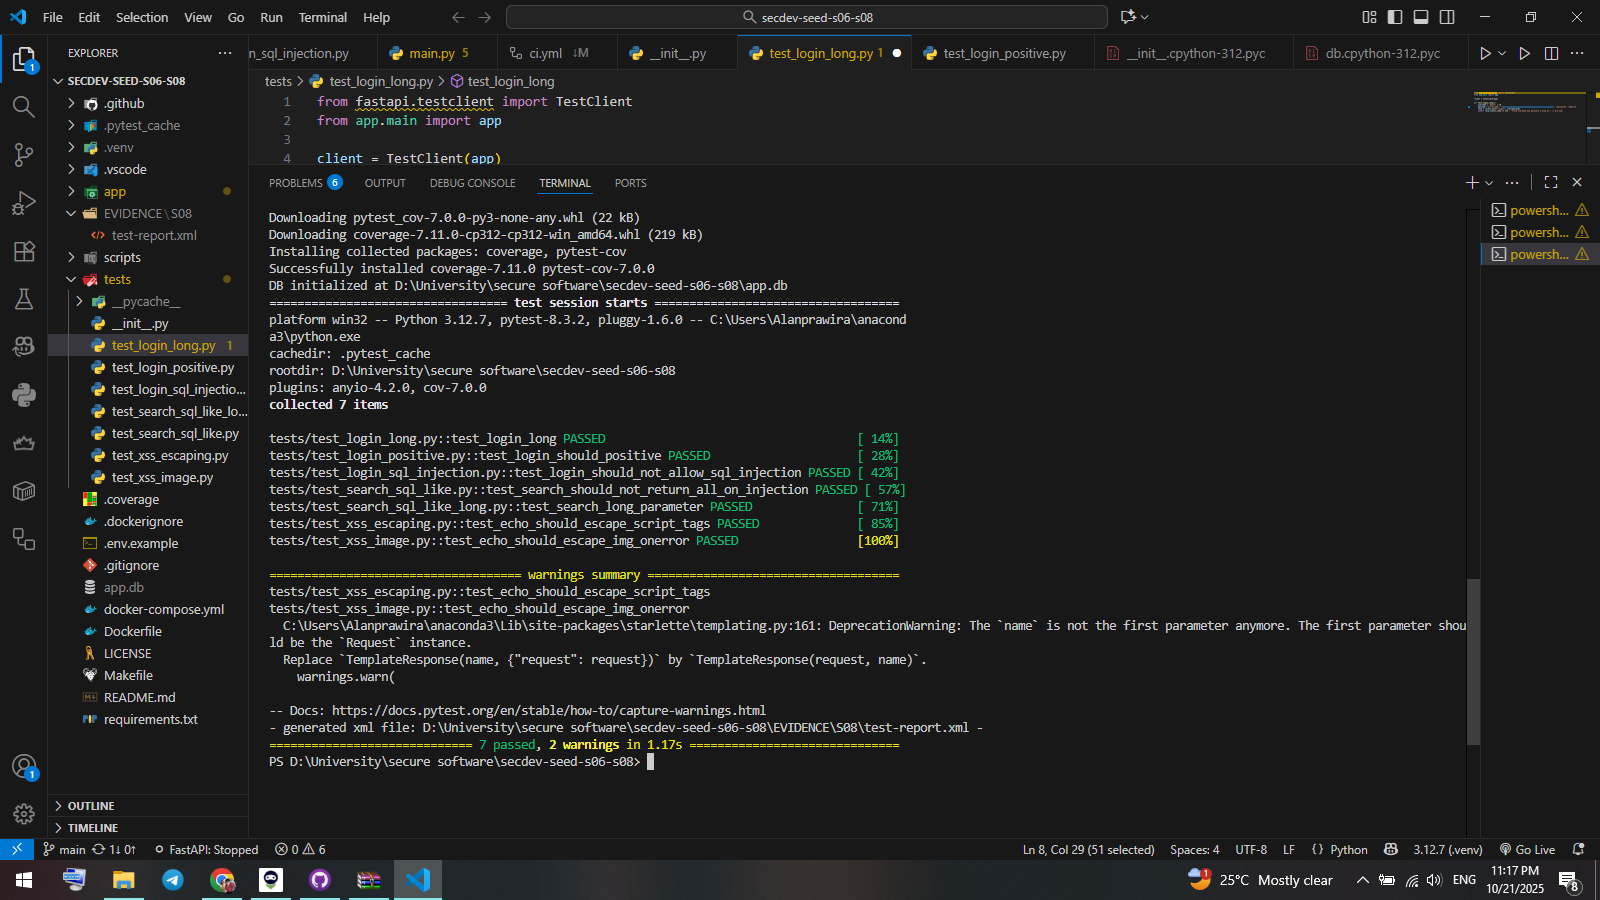 File Edit Selection View Go Run Terminal Help
secdev-seed-s06-s08
EXPLORER
n_sql_injection.py
main.py 5
ci.yml ↓M
__init__.py
test_login_long.py 1
test_login_positive.py
__init__.cpython-312.pyc
db.cpython-312.pyc
SECDEV-SEED-S06-S08
.github
.pytest_cache
.venv
.vscode
app
EVIDENCE\S08
test-report.xml
scripts
tests
__pycache__
__init__.py
test_login_long.py 1
test_login_positive.py
test_login_sql_injectio...
test_search_sql_like_lo...
test_search_sql_like.py
test_xss_escaping.py
test_xss_image.py
.coverage
.dockerignore
.env.example
.gitignore
app.db
docker-compose.yml
Dockerfile
LICENSE
Makefile
README.md
requirements.txt
OUTLINE
TIMELINE
tests > test_login_long.py > test_login_long
1 from fastapi.testclient import TestClient
2 from app.main import app
3
4 client = TestClient(app)
PROBLEMS 6 OUTPUT DEBUG CONSOLE TERMINAL PORTS
powersh...
powersh...
powersh...
Downloading pytest_cov-7.0.0-py3-none-any.whl (22 kB)
Downloading coverage-7.11.0-cp312-cp312-win_amd64.whl (219 kB)
Installing collected packages: coverage, pytest-cov
Successfully installed coverage-7.11.0 pytest-cov-7.0.0
DB initialized at D:\University\secure software\secdev-seed-s06-s08\app.db
================================== test session starts ===================================
platform win32 -- Python 3.12.7, pytest-8.3.2, pluggy-1.6.0 -- C:\Users\Alanprawira\anacond
a3\python.exe
cachedir: .pytest_cache
rootdir: D:\University\secure software\secdev-seed-s06-s08
plugins: anyio-4.2.0, cov-7.0.0
collected 7 items
tests/test_login_long.py::test_login_long PASSED [ 14%]
tests/test_login_positive.py::test_login_should_positive PASSED [ 28%]
tests/test_login_sql_injection.py::test_login_should_not_allow_sql_injection PASSED [ 42%]
tests/test_search_sql_like.py::test_search_should_not_return_all_on_injection PASSED [ 57%]
tests/test_search_sql_like_long.py::test_search_long_parameter PASSED [ 71%]
tests/test_xss_escaping.py::test_echo_should_escape_script_tags PASSED [ 85%]
tests/test_xss_image.py::test_echo_should_escape_img_onerror PASSED [100%]
==================================== warnings summary ====================================
tests/test_xss_escaping.py::test_echo_should_escape_script_tags
tests/test_xss_image.py::test_echo_should_escape_img_onerror
C:\Users\Alanprawira\anaconda3\Lib\site-packages\starlette\templating.py:161: DeprecationWarning: The `name` is not the first parameter anymore. The first parameter shou
ld be the `Request` instance.
Replace `TemplateResponse(name, {"request": request})` by `TemplateResponse(request, name)`.
warnings.warn(
-- Docs: https://docs.pytest.org/en/stable/how-to/capture-warnings.html
- generated xml file: D:\University\secure software\secdev-seed-s06-s08\EVIDENCE\S08\test-report.xml -
============================= 7 passed, 2 warnings in 1.17s ==============================
PS D:\University\secure software\secdev-seed-s06-s08>
main 1↓ 0↑ FastAPI: Stopped 0 6
Ln 8, Col 29 (51 selected) Spaces: 4 UTF-8 LF {} Python 3.12.7 (.venv) Go Live
25°C Mostly clear
ENG
11:17 PM
10/21/2025
8